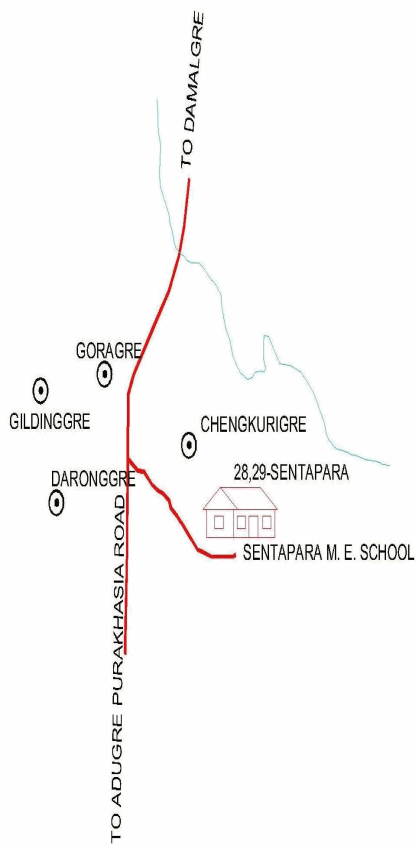 TO DAMALGRE
GORAGRE
GILDINGGRE
CHENGKURIGRE
DARONGGRE
28,29-SENTAPARA
SENTAPARA M. E. SCHOOL
TO ADUGRE PURAKHASIA ROAD